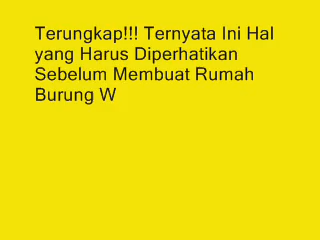 Terungkap!!! Ternyata Ini Hal
yang Harus Diperhatikan
Sebelum Membuat Rumah
Burung W